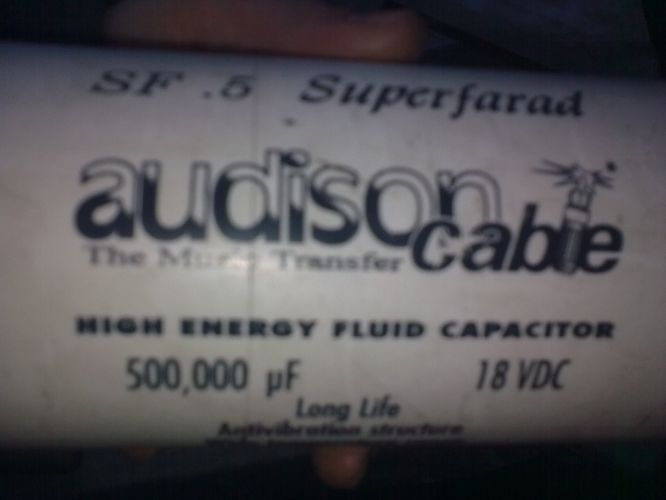 SF .5 Superfarad
audison cable
The Music Transfer
HIGH ENERGY FLUID CAPACITOR
500,000 µF 18 VDC
Long Life
Antivibration structure